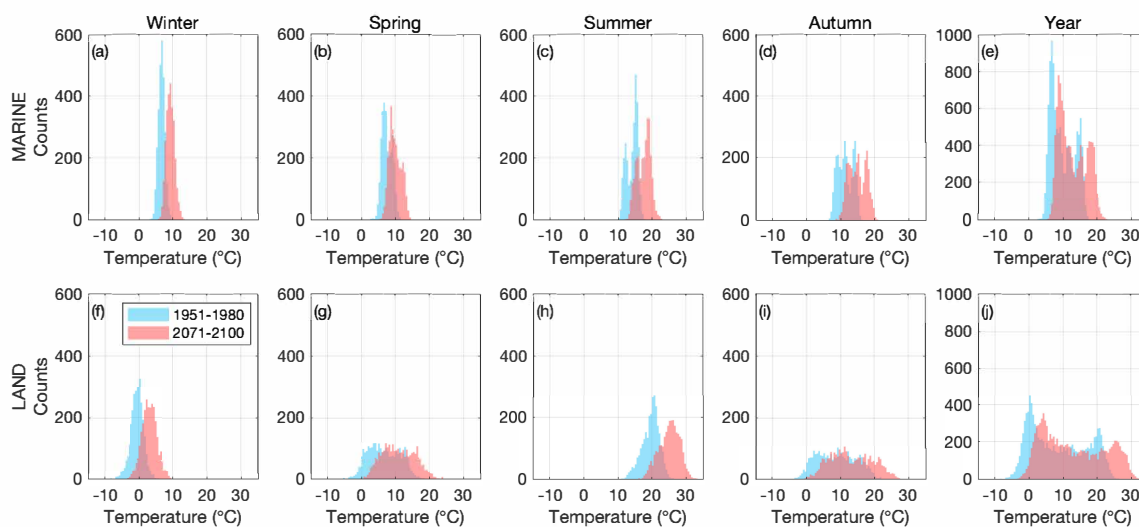 Winter Spring Summer Autumn Year
600 600 600 600 1000
(a) (b) (c) (d) (e)
800
400 400 400 400
600
MARINE
Counts
400
200 200 200 200
200
0 0 0 0 0
-10 0 10 20 30 -10 0 10 20 30 -10 0 10 20 30 -10 0 10 20 30 -10 0 10 20 30
Temperature (°C) Temperature (°C) Temperature (°C) Temperature (°C) Temperature (°C)
600 600 600 600 1000
(f) (g) (h) (i) (j)
1951-1980
2071-2100
800
400 400 400 400
600
LAND
Counts
400
200 200 200 200
200
0 0 0 0 0
-10 0 10 20 30 -10 0 10 20 30 -10 0 10 20 30 -10 0 10 20 30 -10 0 10 20 30
Temperature (°C) Temperature (°C) Temperature (°C) Temperature (°C) Temperature (°C)